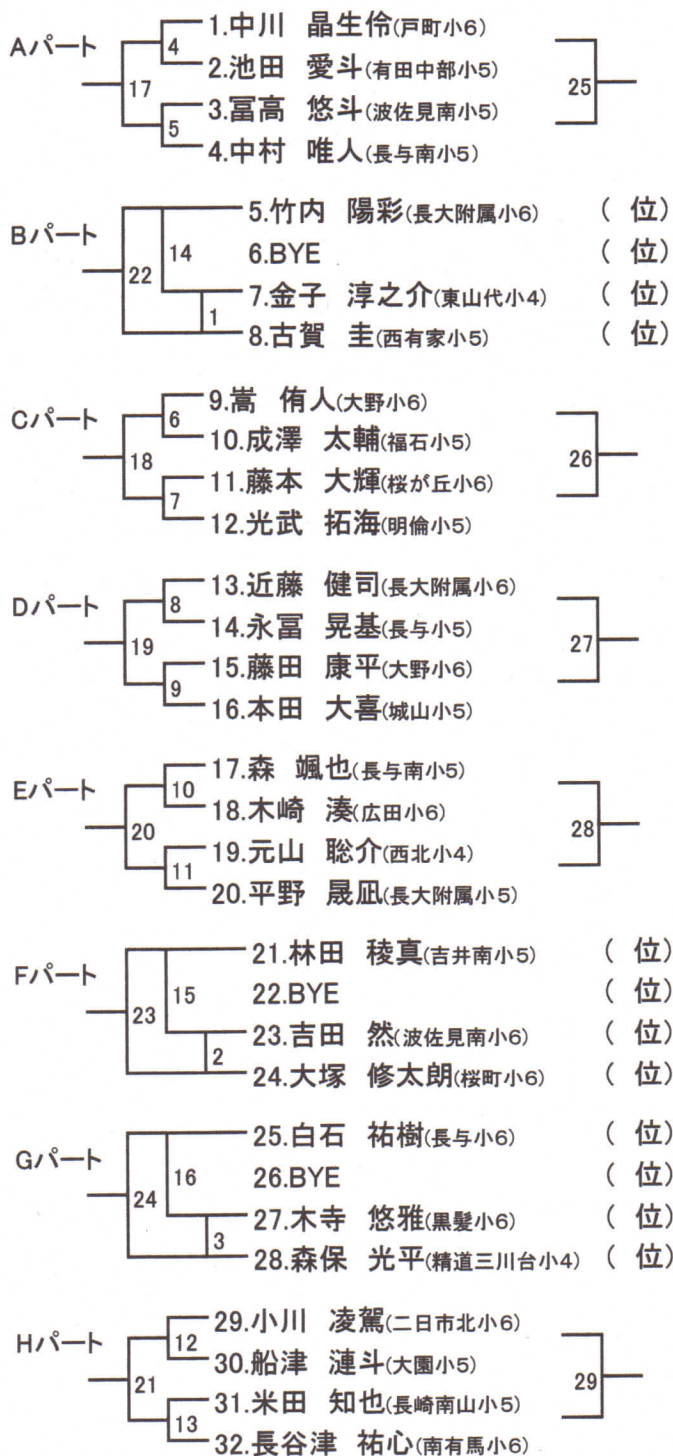 Aパート
1.中川 晶生伶(戸町小6)
4
2.池田 愛斗(有田中部小5)
17
25
3.冨高 悠斗(波佐見南小5)
5
4.中村 唯人(長与南小5)
Bパート
5.竹内 陽彩(長大附属小6) ( 位)
14
6.BYE ( 位)
22
7.金子 淳之介(東山代小4) ( 位)
1
8.古賀 圭(西有家小5) ( 位)
Cパート
9.嵩 侑人(大野小6)
6
10.成澤 太輔(福石小5)
18
26
11.藤本 大輝(桜が丘小6)
7
12.光武 拓海(明倫小5)
Dパート
13.近藤 健司(長大附属小6)
8
14.永冨 晃基(長与小5)
19
27
15.藤田 康平(大野小6)
9
16.本田 大喜(城山小5)
Eパート
17.森 颯也(長与南小5)
10
18.木崎 湊(広田小6)
20
28
19.元山 聡介(西北小4)
11
20.平野 晟凪(長大附属小5)
Fパート
21.林田 稜真(吉井南小5) ( 位)
15
22.BYE ( 位)
23
23.吉田 然(波佐見南小6) ( 位)
2
24.大塚 修太朗(桜町小6) ( 位)
Gパート
25.白石 祐樹(長与小6) ( 位)
16
26.BYE ( 位)
24
27.木寺 悠雅(黒髪小6) ( 位)
3
28.森保 光平(精道三川台小4) ( 位)
Hパート
29.小川 凌駕(二日市北小6)
12
30.船津 漣斗(大園小5)
21
29
31.米田 知也(長崎南山小5)
13
32.長谷津 祐心(南有馬小6)